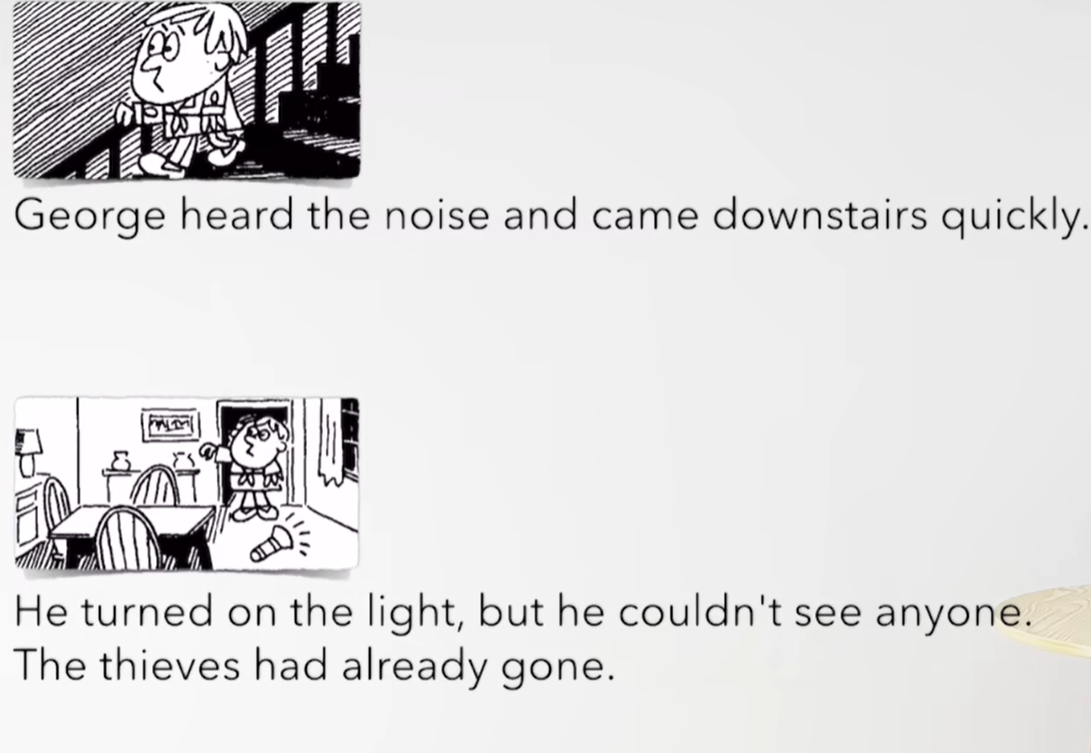 George heard the noise and came downstairs quickly.
He turned on the light, but he couldn't see anyone.
The thieves had already gone.